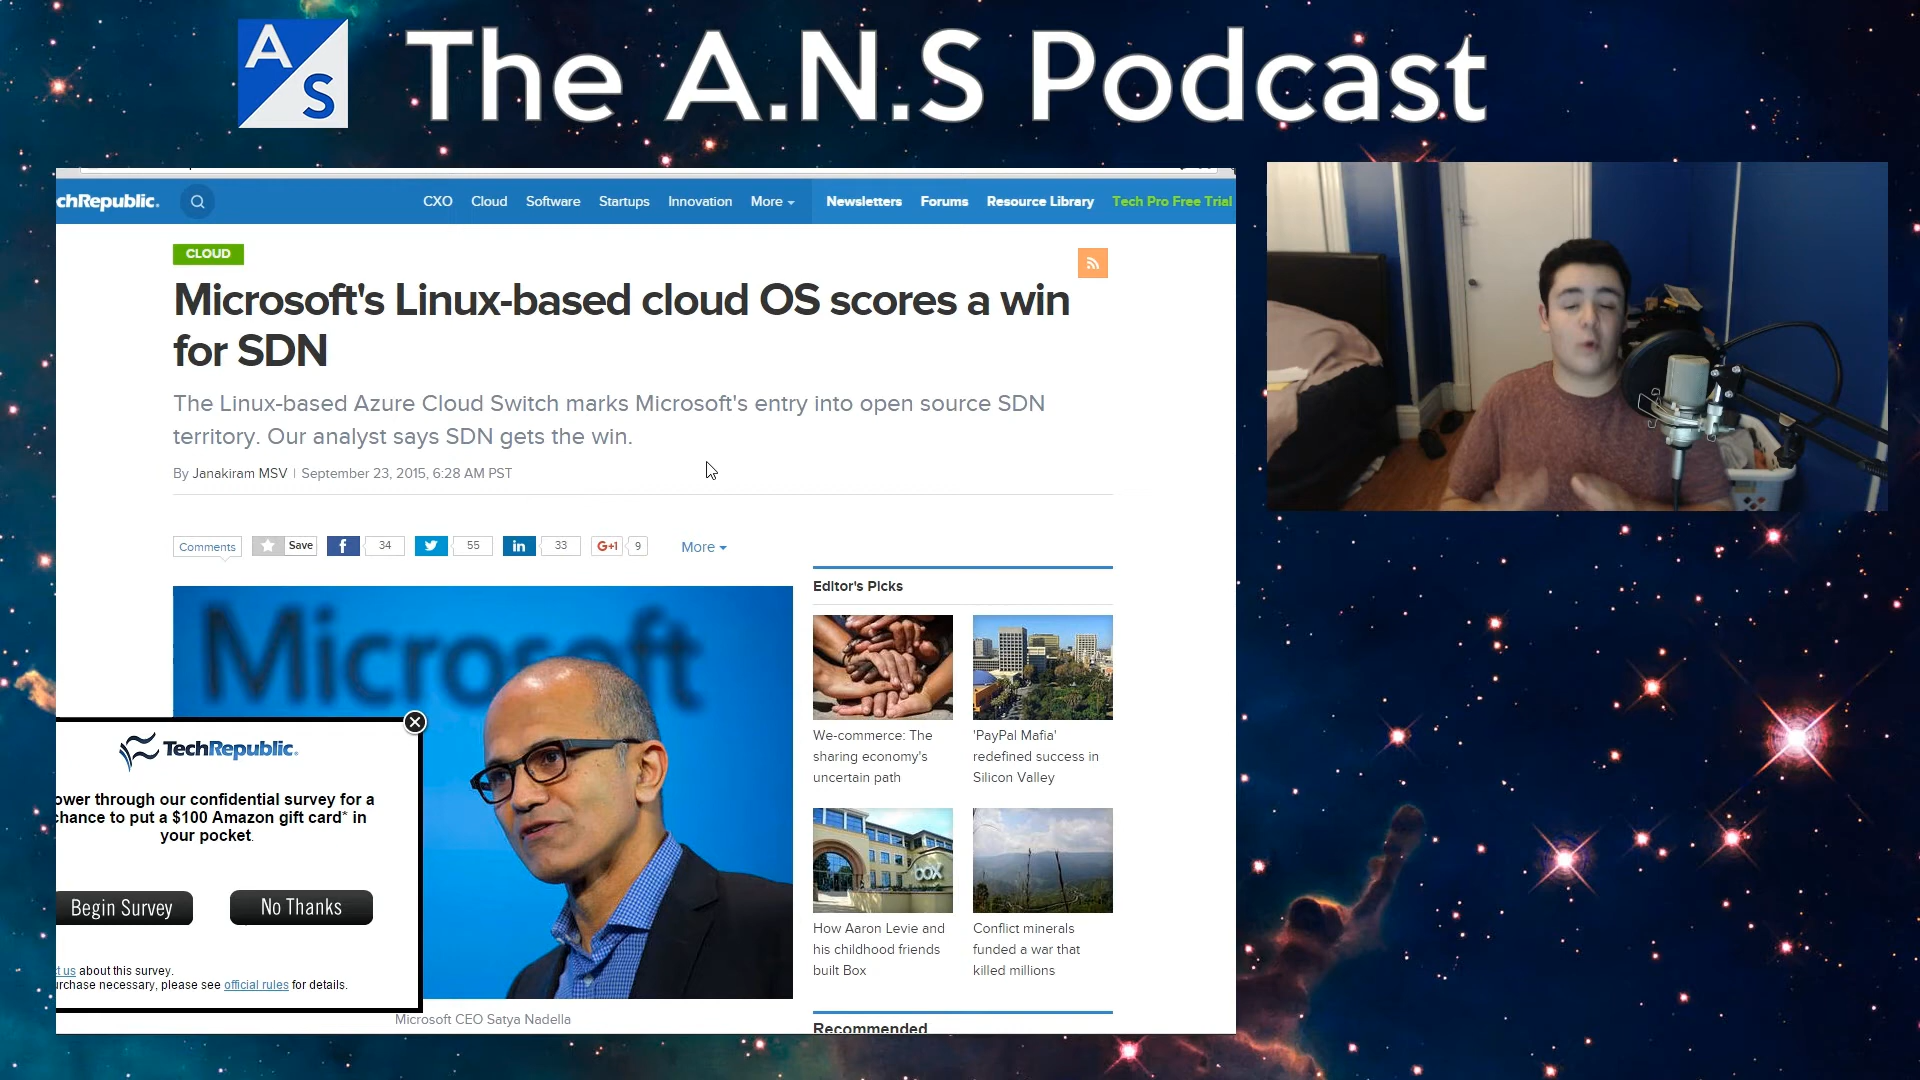 A S
The A.N.S Podcast
chRepublic.
CXO Cloud Software Startups Innovation More Newsletters Forums Resource Library Tech Pro Free Trial
CLOUD
Microsoft's Linux-based cloud OS scores a win
for SDN
The Linux-based Azure Cloud Switch marks Microsoft's entry into open source SDN
territory. Our analyst says SDN gets the win.
By Janakiram MSV | September 23, 2015, 6:28 AM PST
Comments Save f 34 55 in 33 G+1 9 More
Microsoft
Editor's Picks
We-commerce: The
sharing economy's
uncertain path
'PayPal Mafia'
redefined success in
Silicon Valley
box
How Aaron Levie and
his childhood friends
built Box
Conflict minerals
funded a war that
killed millions
Recommended
TechRepublic.
ower through our confidential survey for a
chance to put a $100 Amazon gift card* in
your pocket.
Begin Survey No Thanks
ct us about this survey.
urchase necessary, please see official rules for details.
Microsoft CEO Satya Nadella